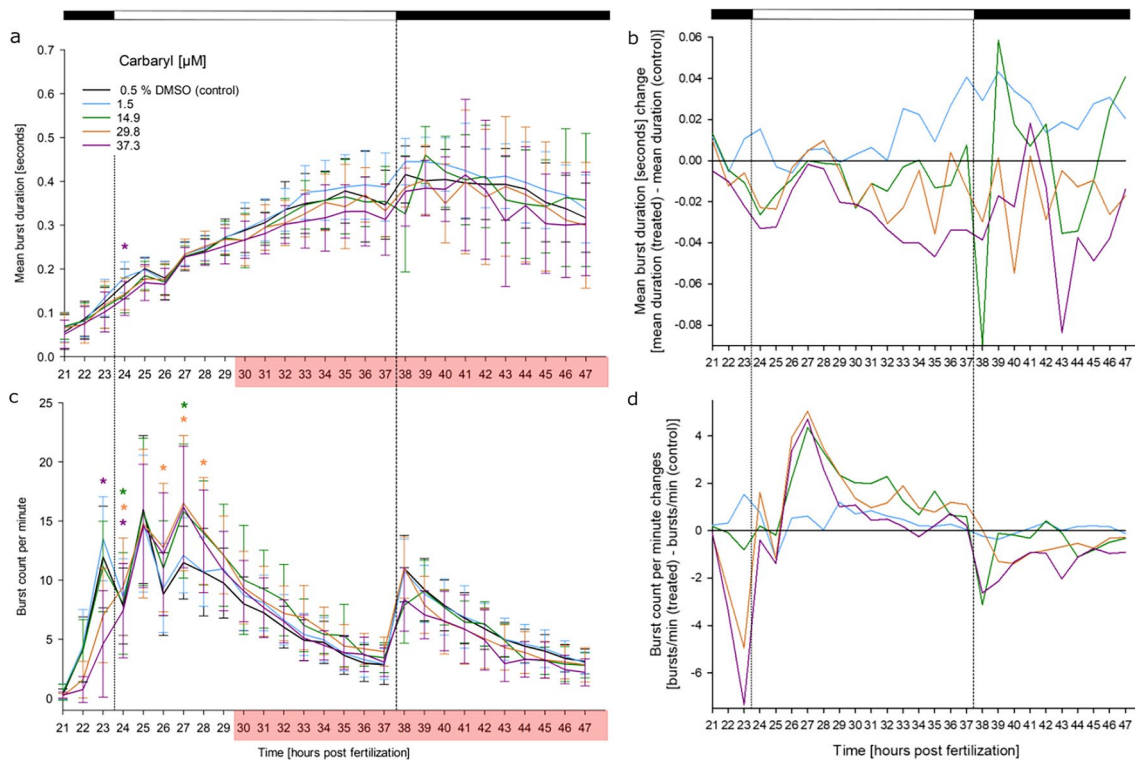 a
Mean burst duration [seconds]
0.7
0.6
0.5
0.4
0.3
0.2
0.1
0.0
Carbaryl [µM]
0.5 % DMSO (control)
1.5
14.9
29.8
37.3
*
21 22 23 24 25 26 27 28 29 30 31 32 33 34 35 36 37 38 39 40 41 42 43 44 45 46 47
b
Mean burst duration [seconds] change
[mean duration (treated) - mean duration (control)]
0.06
0.04
0.02
0.00
-0.02
-0.04
-0.06
-0.08
21 22 23 24 25 26 27 28 29 30 31 32 33 34 35 36 37 38 39 40 41 42 43 44 45 46 47
c
Burst count per minute
25
20
15
10
5
0
* * * * * * * *
21 22 23 24 25 26 27 28 29 30 31 32 33 34 35 36 37 38 39 40 41 42 43 44 45 46 47
Time [hours post fertilization]
d
Burst count per minute changes
[bursts/min (treated) - bursts/min (control)]
4
2
0
-2
-4
-6
21 22 23 24 25 26 27 28 29 30 31 32 33 34 35 36 37 38 39 40 41 42 43 44 45 46 47
Time [hours post fertilization]